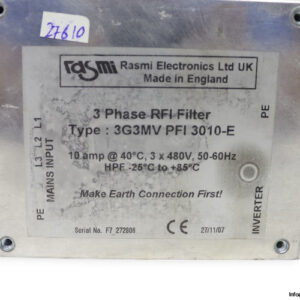 27610
rasmi
Rasmi Electronics Ltd UK
Made in England
3 Phase RFI Filter
Type : 3G3MV PFI 3010-E
10 amp @ 40°C, 3 x 480V, 50-60Hz
HPF -25°C to +85°C
Make Earth Connection First!
Serial No. F7 272806
CE
27/11/07
PE
MAINS INPUT
L3 L2 L1
PE
INVERTER